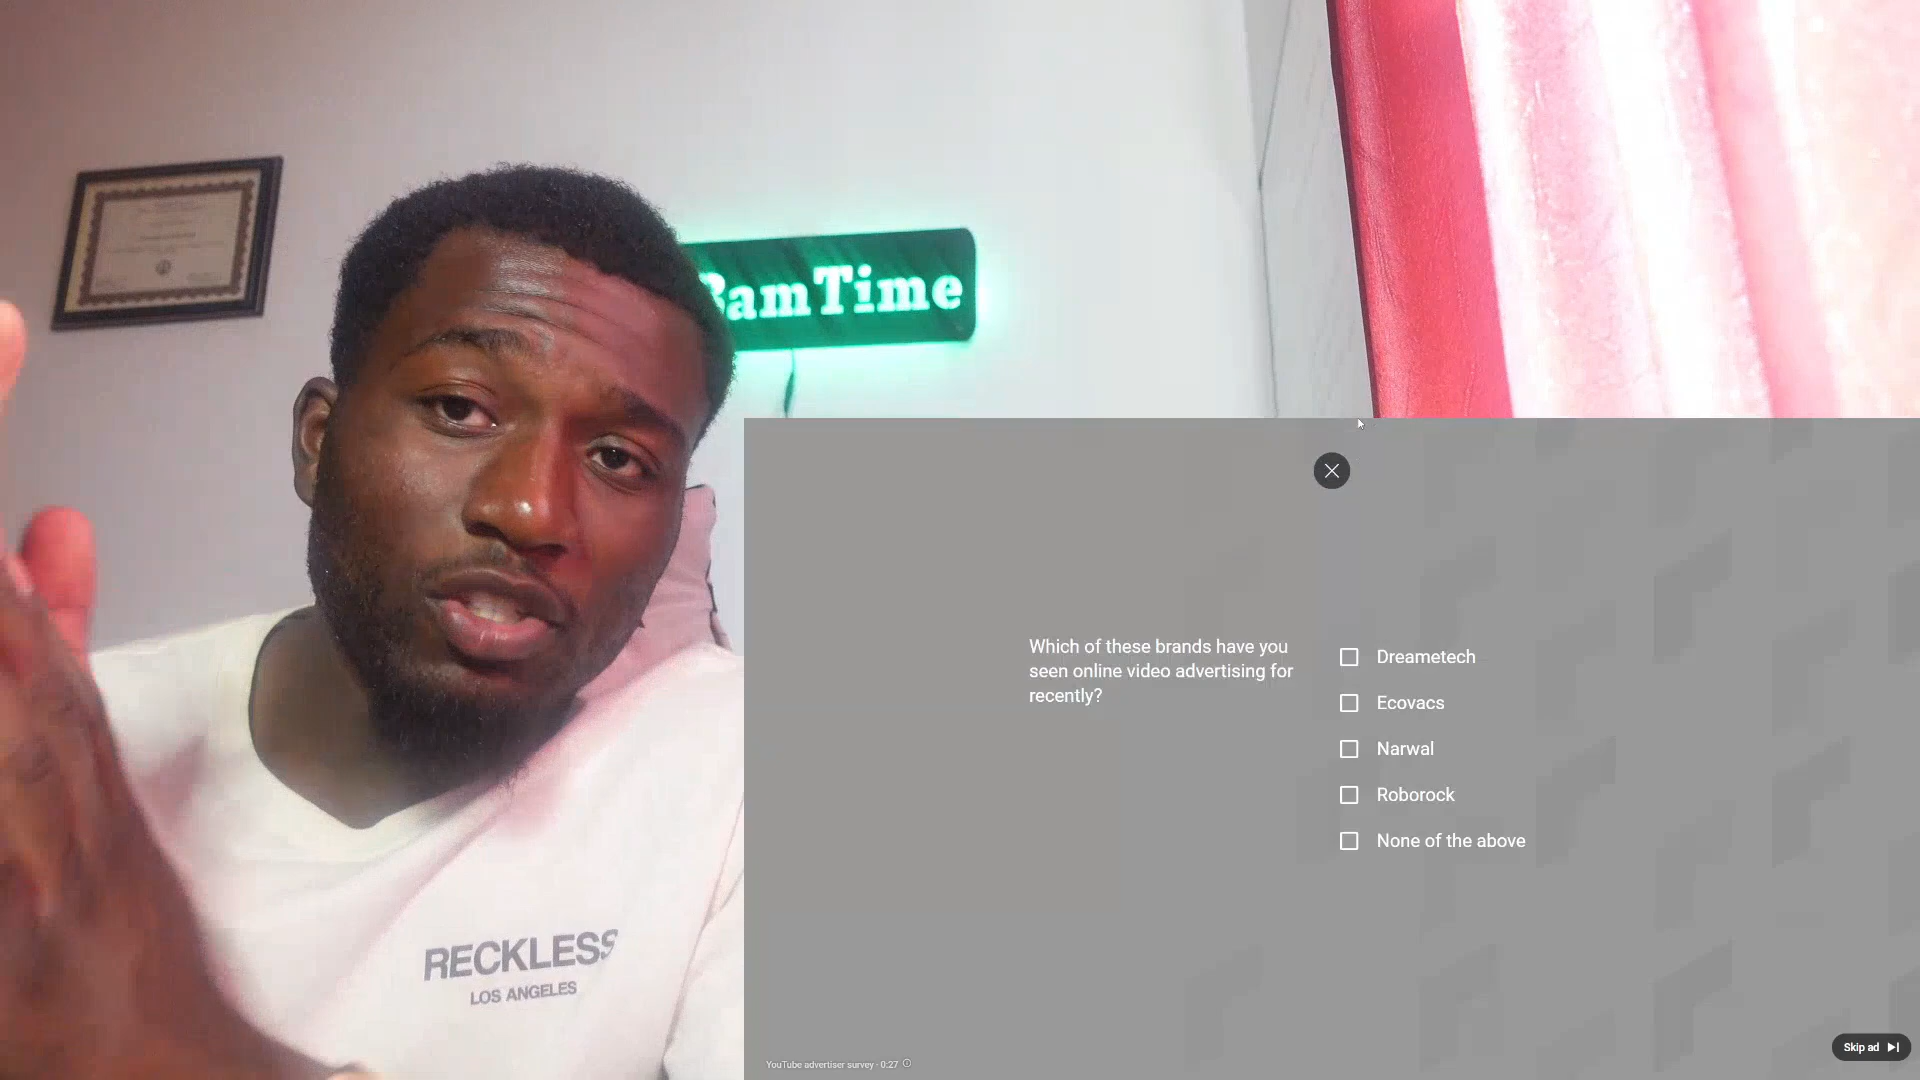 BamTime
RECKLESS
LOS ANGELES
Which of these brands have you
seen online video advertising for
recently?
Dreametech
Ecovacs
Narwal
Roborock
None of the above
YouTube advertiser survey - 0:27
Skip ad